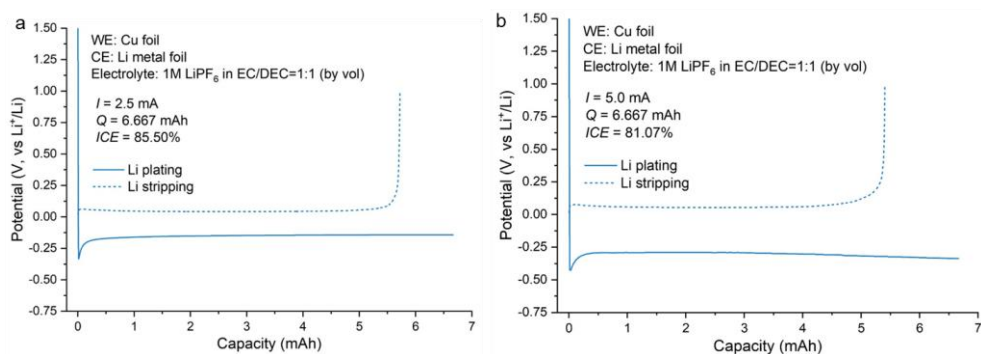 a
1.50
1.25
1.00
0.75
0.50
0.25
0.00
-0.25
-0.50
-0.75
Potential (V, vs Li⁺/Li)
WE: Cu foil
CE: Li metal foil
Electrolyte: 1M LiPF₆ in EC/DEC=1:1 (by vol)
I = 2.5 mA
Q = 6.667 mAh
ICE = 85.50%
Li plating
Li stripping
0 1 2 3 4 5 6 7
Capacity (mAh)
b
1.50
1.25
1.00
0.75
0.50
0.25
0.00
-0.25
-0.50
-0.75
Potential (V, vs Li⁺/Li)
WE: Cu foil
CE: Li metal foil
Electrolyte: 1M LiPF₆ in EC/DEC=1:1 (by vol)
I = 5.0 mA
Q = 6.667 mAh
ICE = 81.07%
Li plating
Li stripping
0 1 2 3 4 5 6 7
Capacity (mAh)